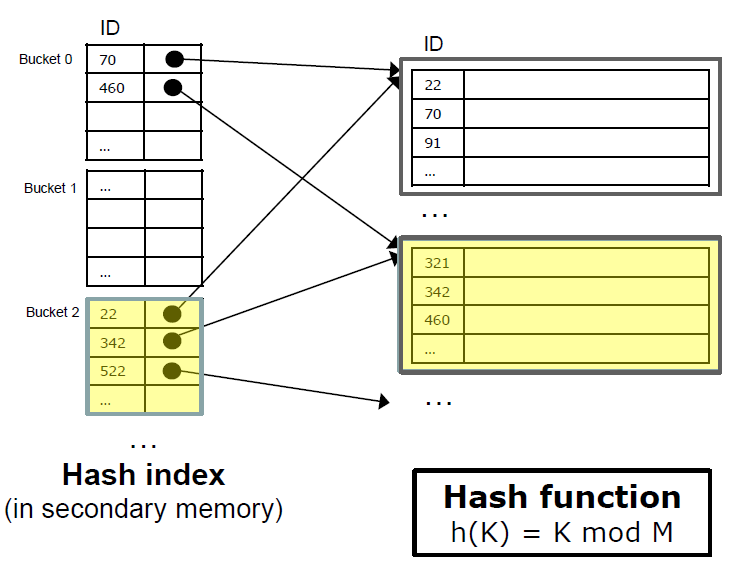 ID
Bucket 0
70
460
...
Bucket 1
...
...
Bucket 2
22
342
522
...
...
Hash index
(in secondary memory)
ID
22
70
91
...
...
321
342
460
...
...
Hash function
h(K) = K mod M